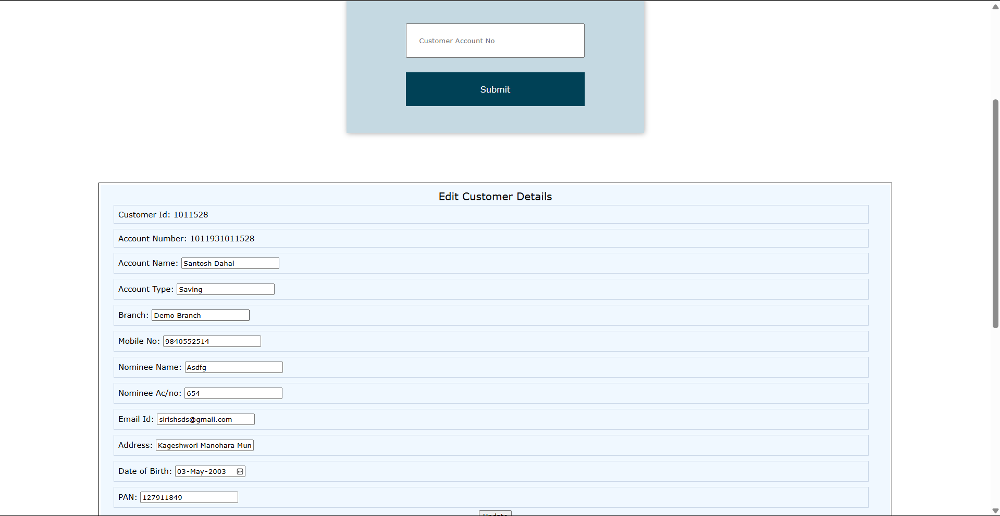 Customer Account No
Submit
Edit Customer Details
Customer Id: 1011528
Account Number: 1011931011528
Account Name: Santosh Dahal
Account Type: Saving
Branch: Demo Branch
Mobile No: 9840552514
Nominee Name: Asdfg
Nominee Ac/no: 654
Email Id: sirishsds@gmail.com
Address: Kageshwori Manohara Mun
Date of Birth: 03-May-2003
PAN: 127911849
Update